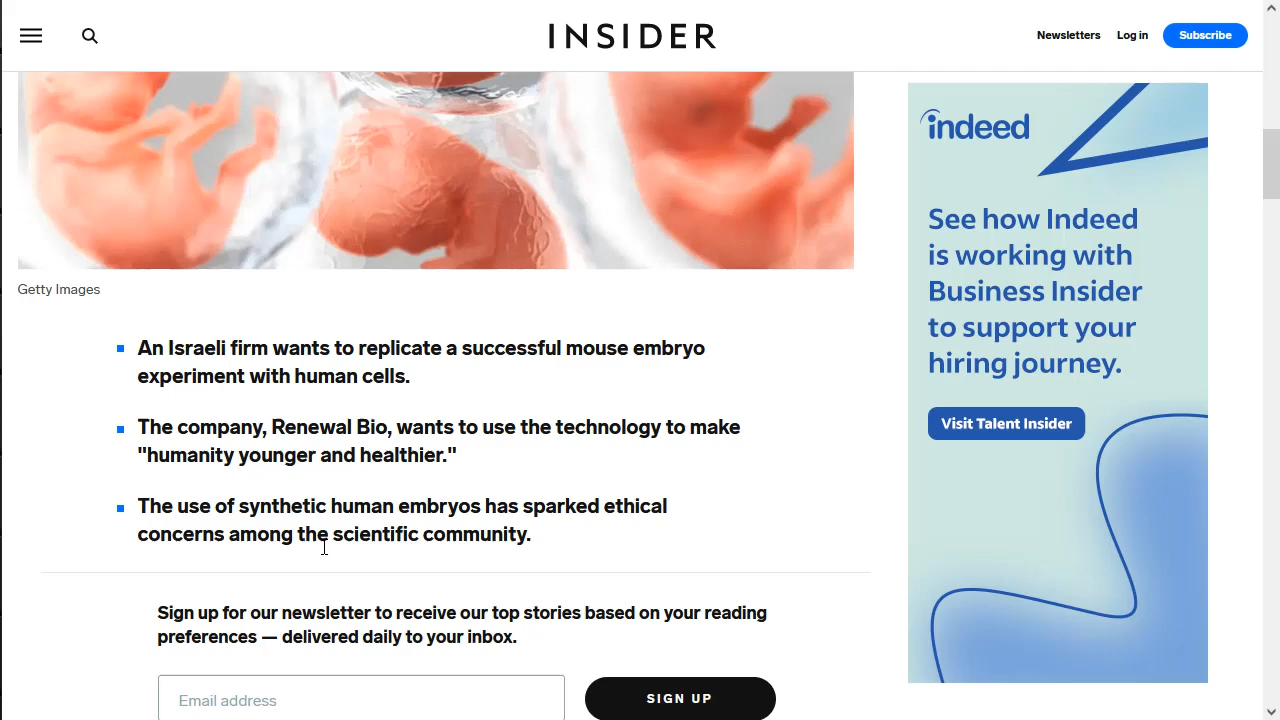 INSIDER
Newsletters
Log in
Subscribe
Getty Images
An Israeli firm wants to replicate a successful mouse embryo
experiment with human cells.
The company, Renewal Bio, wants to use the technology to make
"humanity younger and healthier."
The use of synthetic human embryos has sparked ethical
concerns among the scientific community.
Sign up for our newsletter to receive our top stories based on your reading
preferences — delivered daily to your inbox.
Email address
SIGN UP
indeed
See how Indeed
is working with
Business Insider
to support your
hiring journey.
Visit Talent Insider